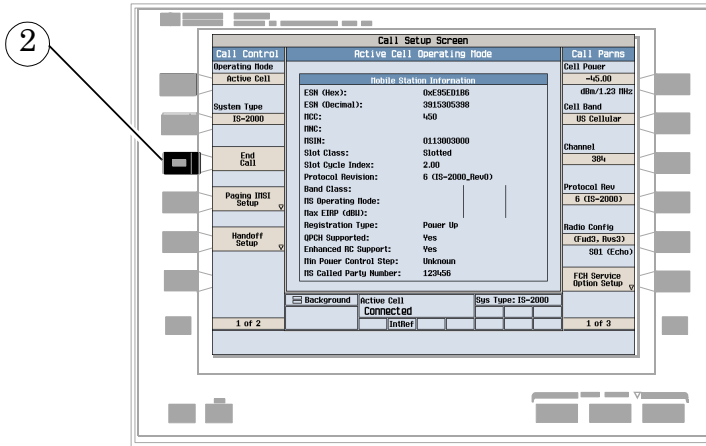 2
Call Setup Screen
Call Control
Active Cell Operating Mode
Call Parms
Operating Mode
Active Cell
System Type
IS-2000
End
Call
Paging IMSI
Setup
Handoff
Setup
1 of 2
Mobile Station Information
ESN (Hex): 0xE95ED1B6
ESN (Decimal): 3915305398
MCC: 450
MNC:
MSIN: 0113003000
Slot Class: Slotted
Slot Cycle Index: 2.00
Protocol Revision: 6 (IS-2000_Rev0)
Band Class:
MS Operating Mode:
Max EIRP (dBW):
Registration Type: Power Up
QPCH Supported: Yes
Enhanced RC Support: Yes
Min Power Control Step: Unknown
MS Called Party Number: 123456
Background
Active Cell
Sys Type: IS-2000
Connected
IntRef
Cell Power
-45.00
dBm/1.23 MHz
Cell Band
US Cellular
Channel
384
Protocol Rev
6 (IS-2000)
Radio Config
(Fwd3, Rvs3)
SO1 (Echo)
FCH Service
Option Setup
1 of 3